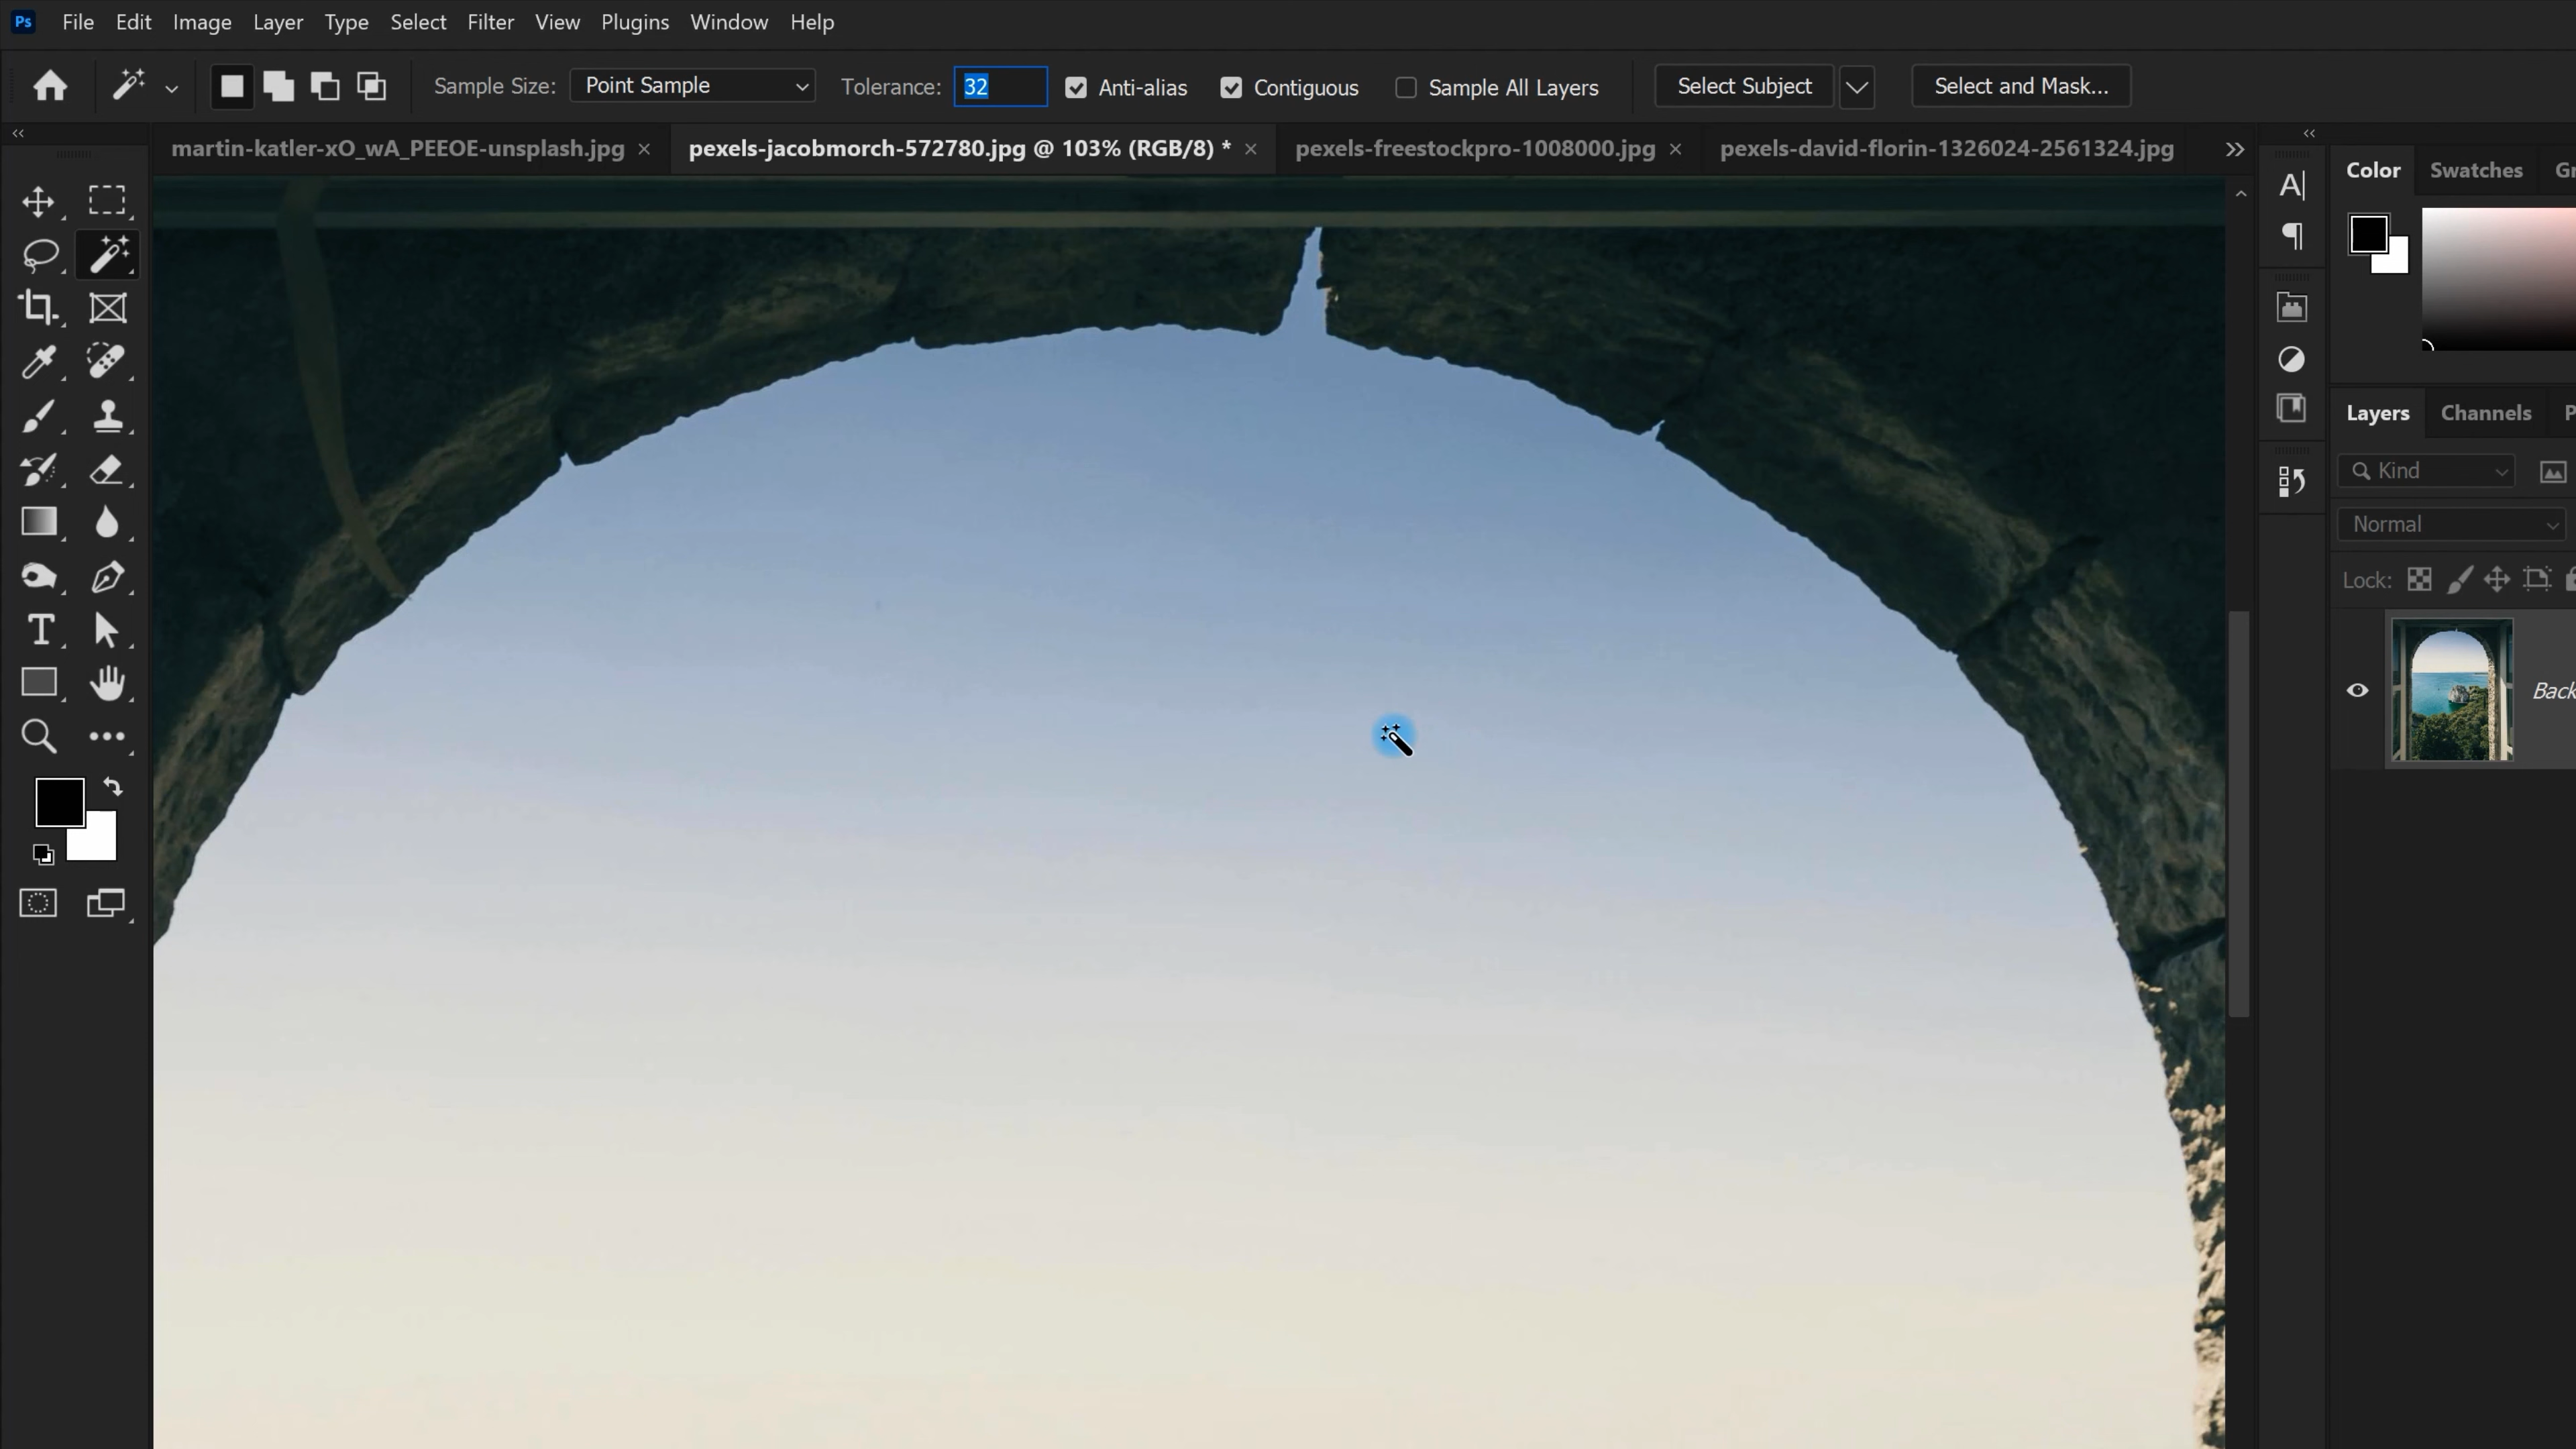 Ps File Edit Image Layer Type Select Filter View Plugins Window Help
Sample Size: Point Sample Tolerance: 32 Anti-alias Contiguous Sample All Layers Select Subject Select and Mask...
martin-katler-xO_wA_PEEOE-unsplash.jpg × pexels-jacobmorch-572780.jpg @ 103% (RGB/8) * × pexels-freestockpro-1008000.jpg × pexels-david-florin-1326024-2561324.jpg
Color Swatches Gr
Layers Channels P
Kind
Normal
Lock:
Back